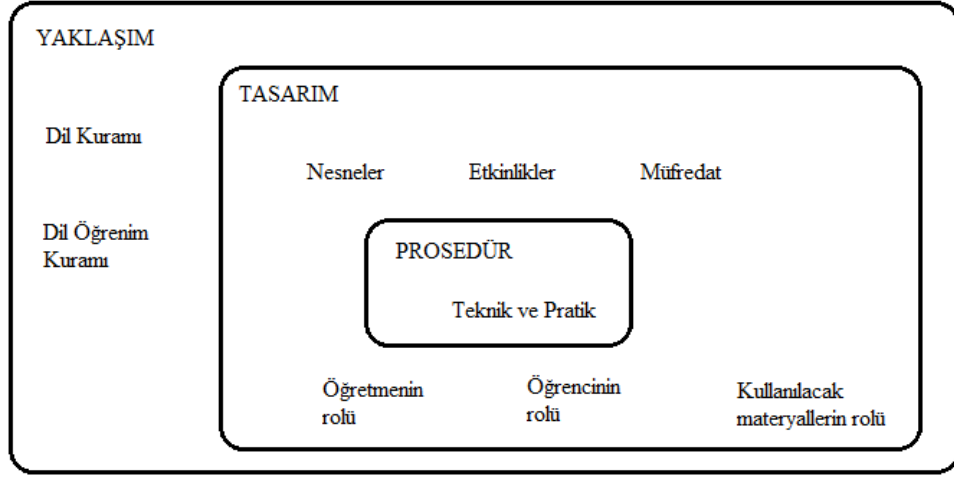 YAKLAŞIM
TASARIM
Dil Kuramı
Nesneler
Etkinlikler
Müfredat
Dil Öğrenim
Kuramı
PROSEDÜR
Teknik ve Pratik
Öğretmenin
rolü
Öğrencinin
rolü
Kullanılacak
materyallerin rolü